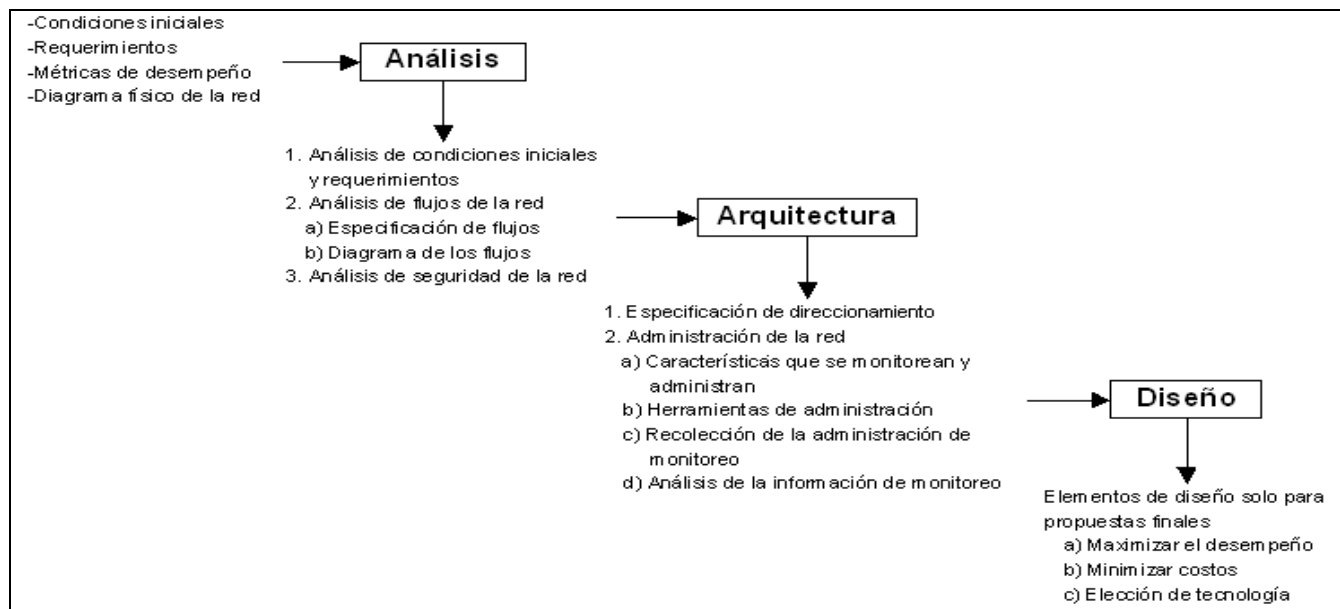 -Condiciones iniciales
-Requerimientos
-Métricas de desempeño
-Diagrama físico de la red
Análisis
1. Análisis de condiciones iniciales
y requerimientos
2. Análisis de flujos de la red
a) Especificación de flujos
b) Diagrama de los flujos
3. Análisis de seguridad de la red
Arquitectura
1. Especificación de direccionamiento
2. Administración de la red
a) Características que se monitorean y
administran
b) Herramientas de administración
c) Recolección de la administración de
monitoreo
d) Análisis de la información de monitoreo
Diseño
Elementos de diseño solo para
propuestas finales
a) Maximizar el desempeño
b) Minimizar costos
c) Elección de tecnología